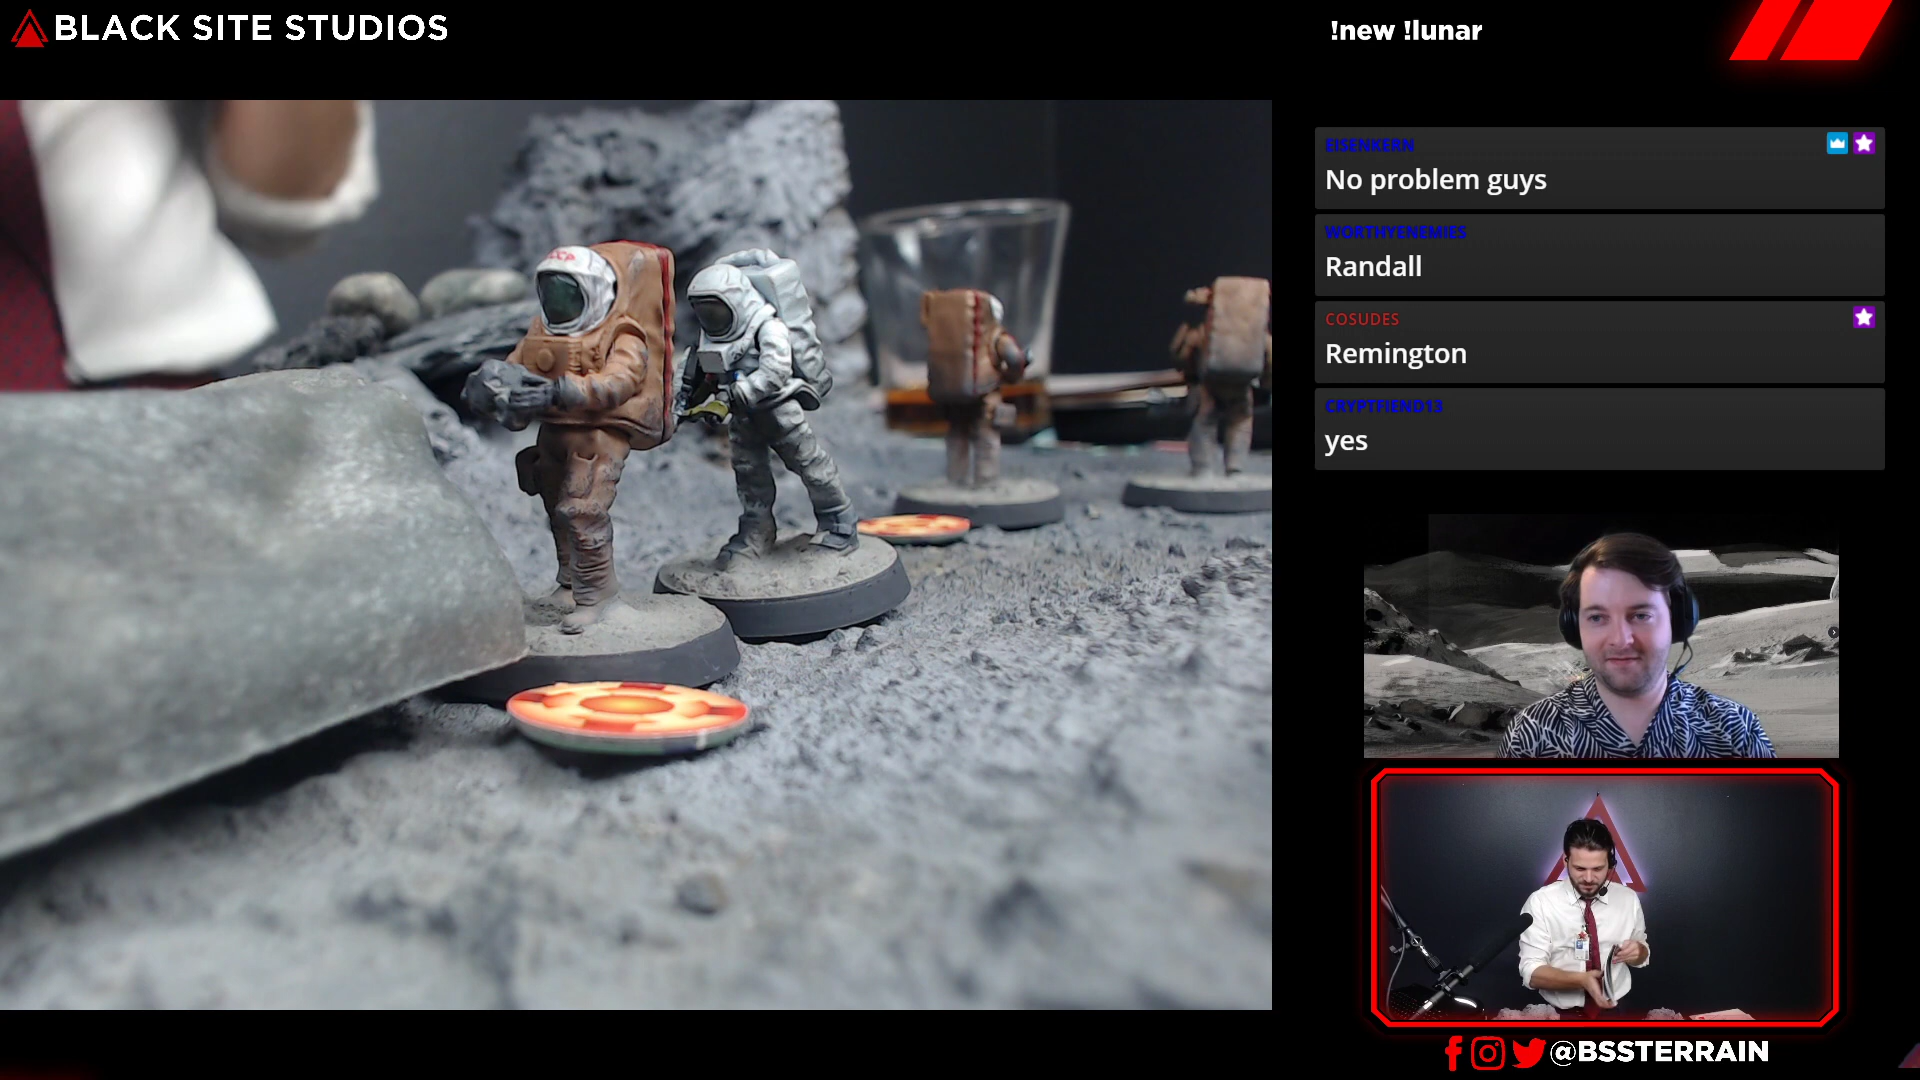 BLACK SITE STUDIOS
!new !lunar
EISENKERN
No problem guys
WORTHYENEMIES
Randall
COSUDES
Remington
CRYPTFIEND13
yes
@BSSTERRAIN